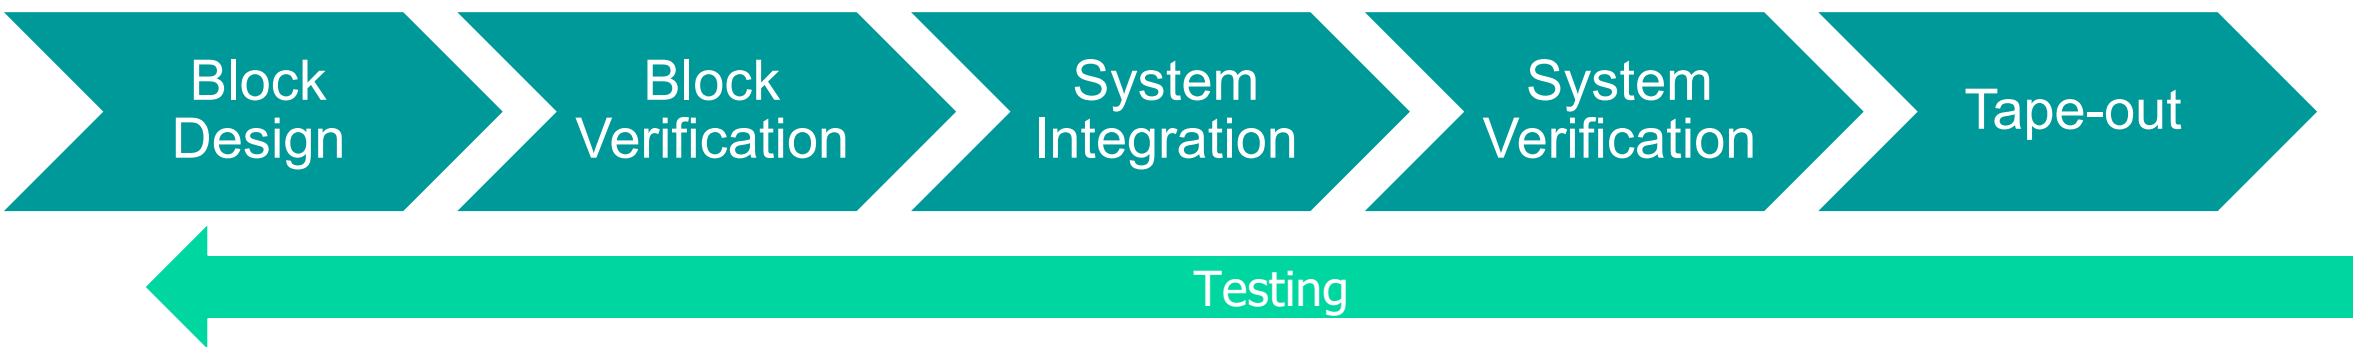 Block
Design
Block
Verification
System
Integration
System
Verification
Tape-out
Testing